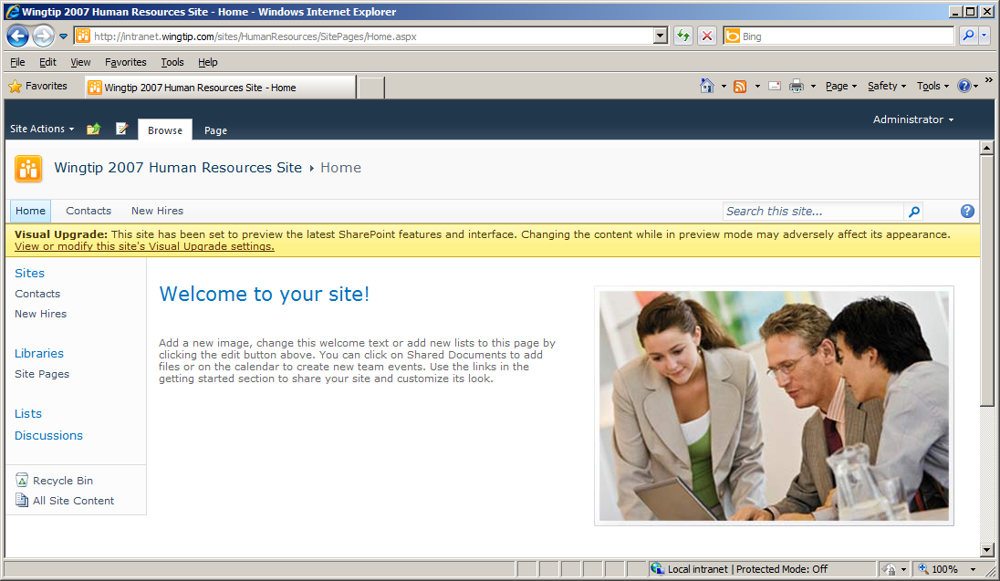 Wingtip 2007 Human Resources Site - Home - Windows Internet Explorer
http://intranet.wingtip.com/sites/HumanResources/SitePages/Home.aspx
Bing
File Edit View Favorites Tools Help
Favorites
Wingtip 2007 Human Resources Site - Home
Page Safety Tools
Site Actions
Browse
Page
Administrator
Wingtip 2007 Human Resources Site Home
Home Contacts New Hires
Search this site...
Visual Upgrade: This site has been set to preview the latest SharePoint features and interface. Changing the content while in preview mode may adversely affect its appearance.
View or modify this site's Visual Upgrade settings.
Sites
Contacts
New Hires
Libraries
Site Pages
Lists
Discussions
Recycle Bin
All Site Content
Welcome to your site!
Add a new image, change this welcome text or add new lists to this page by
clicking the edit button above. You can click on Shared Documents to add
files or on the calendar to create new team events. Use the links in the
getting started section to share your site and customize its look.
Local intranet | Protected Mode: Off
100%